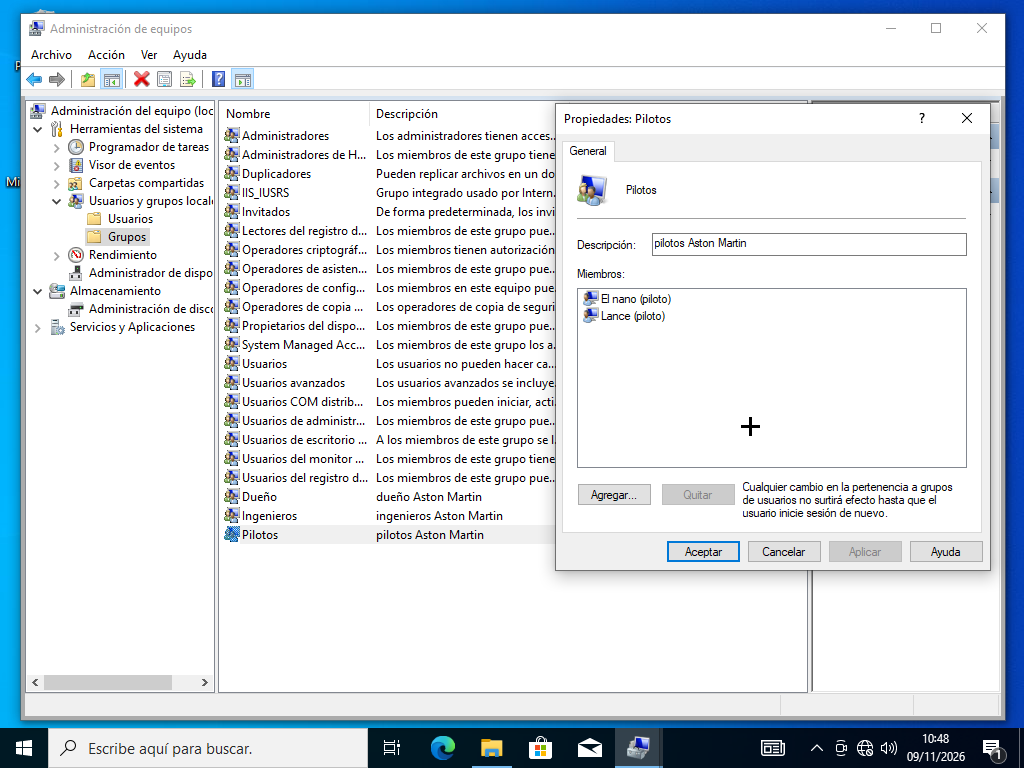 Administración de equipos
Archivo Acción Ver Ayuda
Administración del equipo (loc
Herramientas del sistema
Programador de tareas
Visor de eventos
Carpetas compartidas
Usuarios y grupos local
Usuarios
Grupos
Rendimiento
Administrador de dispo
Almacenamiento
Administración de disco
Servicios y Aplicaciones
Nombre Descripción
Administradores Los administradores tienen acces...
Administradores de H... Los miembros de este grupo tiene
Duplicadores Pueden replicar archivos en un do
IIS_IUSRS Grupo integrado usado por Intern.
Invitados De forma predeterminada, los invi
Lectores del registro d... Los miembros de este grupo pue..
Operadores criptográf... Los miembros tienen autorización
Operadores de asisten... Los miembros de este grupo pue..
Operadores de config... Los miembros en este equipo pue
Operadores de copia ... Los operadores de copia de seguri
Propietarios del dispo... Los miembros de este grupo pue..
System Managed Acc... Los miembros de este grupo los a.
Usuarios Los usuarios no pueden hacer ca...
Usuarios avanzados Los usuarios avanzados se incluye
Usuarios COM distrib... Los miembros pueden iniciar, acti
Usuarios de administr... Los miembros de este grupo pue..
Usuarios de escritorio ... A los miembros de este grupo se l
Usuarios del monitor ... Los miembros de este grupo tiene
Usuarios del registro d... Los miembros de este grupo pue..
Dueño dueño Aston Martin
Ingenieros ingenieros Aston Martin
Pilotos pilotos Aston Martin
Propiedades: Pilotos
General
Pilotos
Descripción: pilotos Aston Martin
Miembros:
El nano (piloto)
Lance (piloto)
Agregar... Quitar
Cualquier cambio en la pertenencia a grupos
de usuarios no surtirá efecto hasta que el
usuario inicie sesión de nuevo.
Aceptar Cancelar Aplicar Ayuda
Escribe aquí para buscar.
10:48
09/11/2026
1